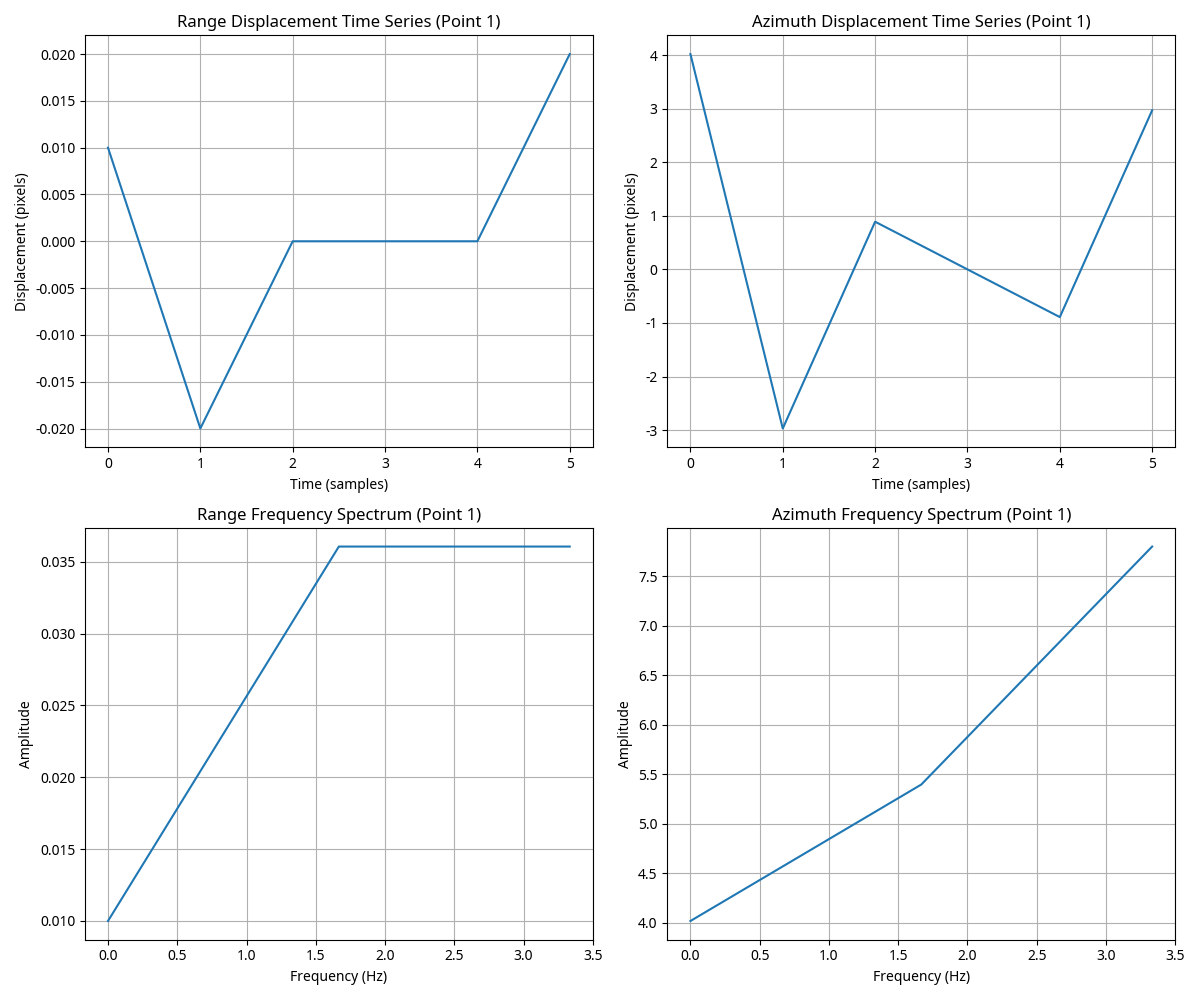 Range Displacement Time Series (Point 1)
Displacement (pixels)
0.020
0.015
0.010
0.005
0.000
-0.005
-0.010
-0.015
-0.020
0 1 2 3 4 5
Time (samples)
Azimuth Displacement Time Series (Point 1)
Displacement (pixels)
4
3
2
1
0
-1
-2
-3
0 1 2 3 4 5
Time (samples)
Range Frequency Spectrum (Point 1)
Amplitude
0.035
0.030
0.025
0.020
0.015
0.010
0.0 0.5 1.0 1.5 2.0 2.5 3.0 3.5
Frequency (Hz)
Azimuth Frequency Spectrum (Point 1)
Amplitude
7.5
7.0
6.5
6.0
5.5
5.0
4.5
4.0
0.0 0.5 1.0 1.5 2.0 2.5 3.0 3.5
Frequency (Hz)